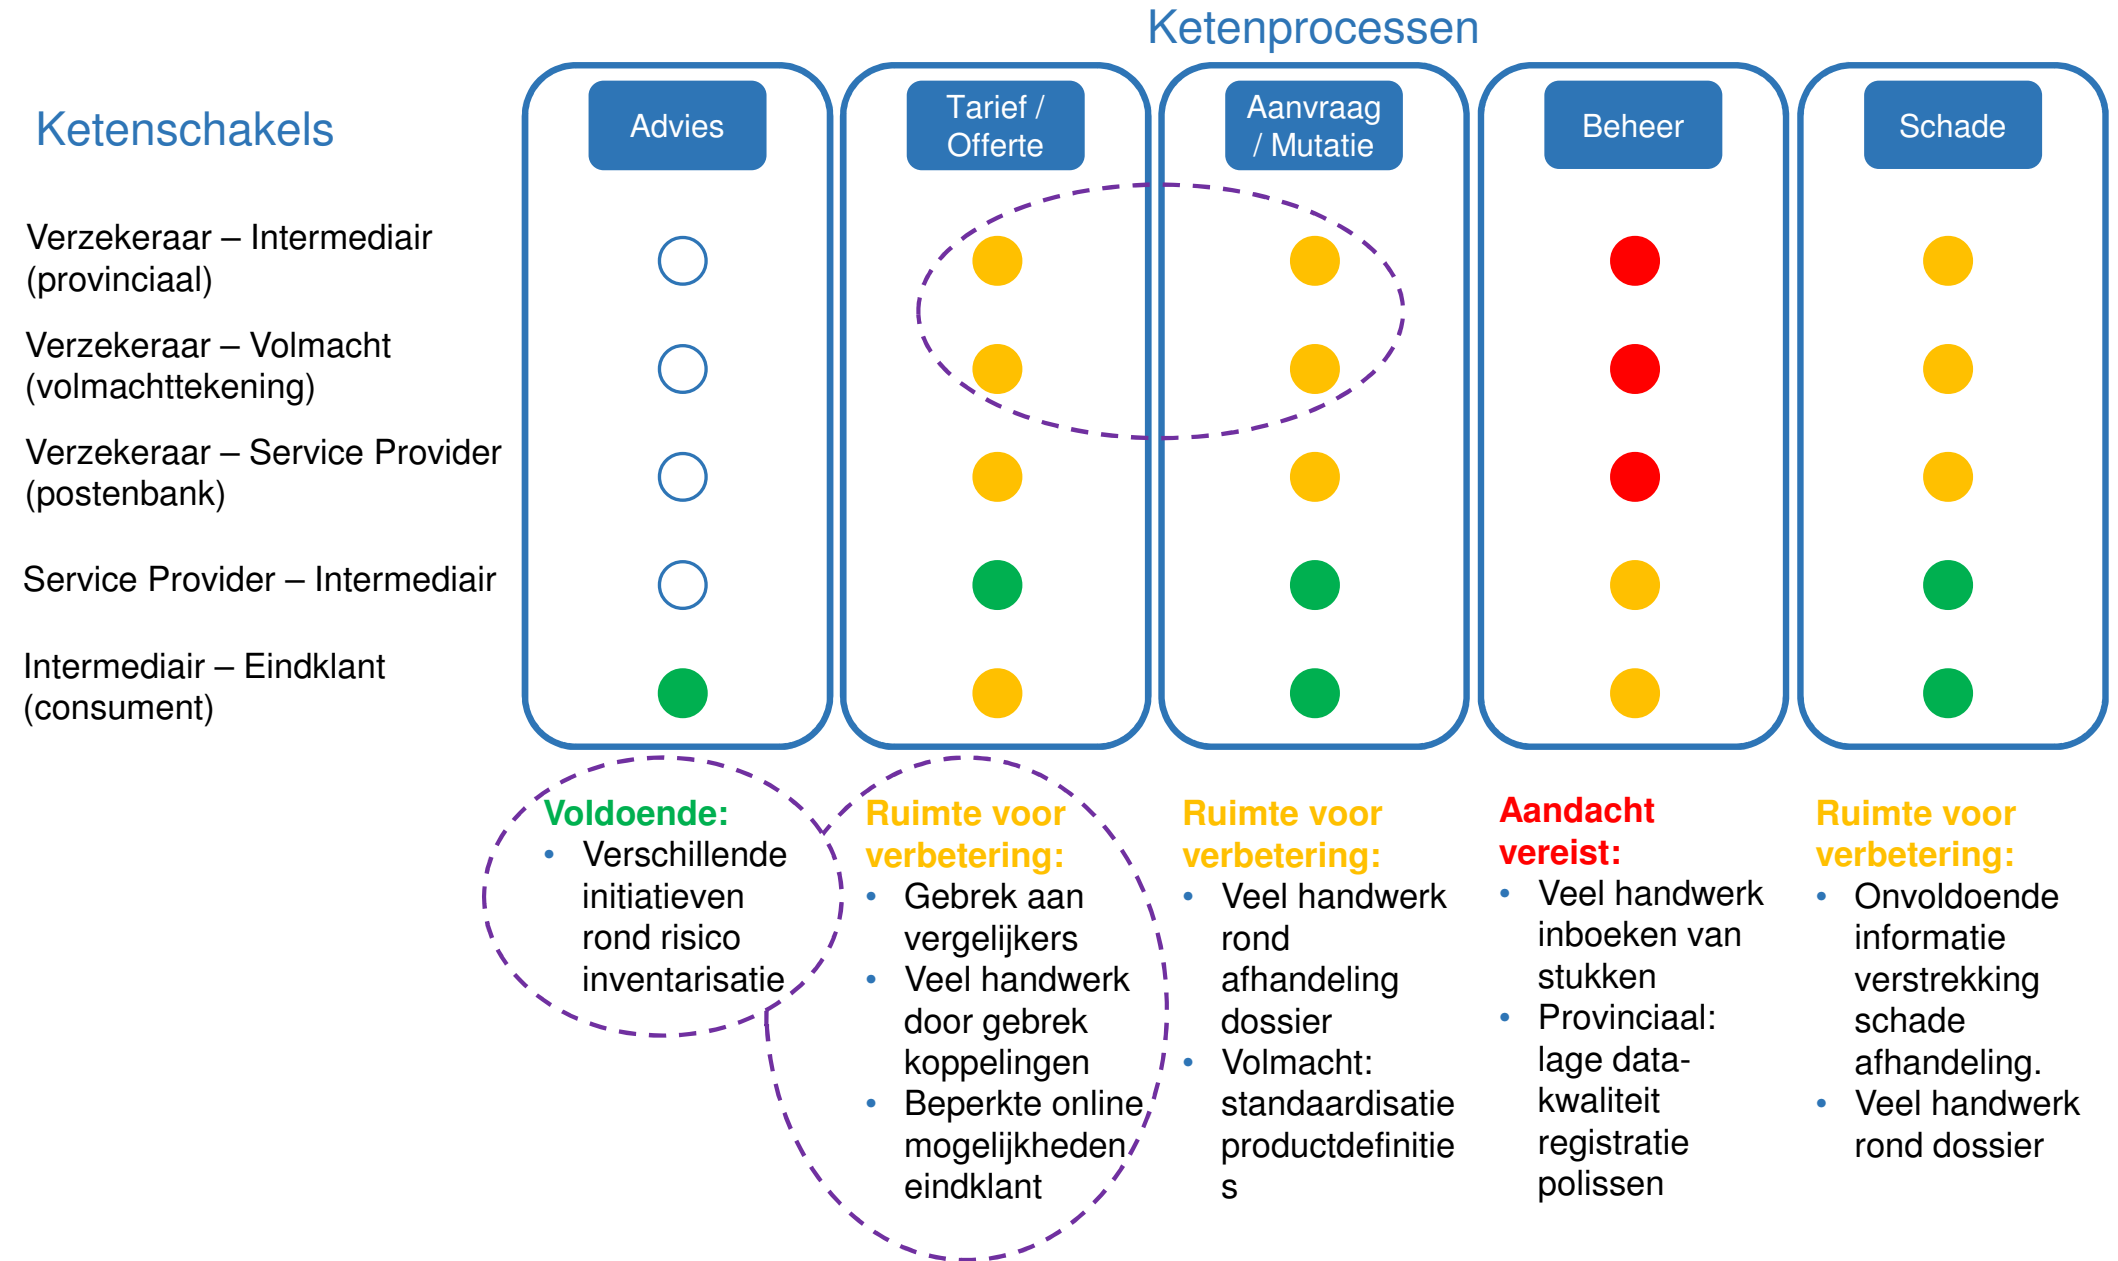 Ketenprocessen
Ketenschakels
Advies
Tarief /
Offerte
Aanvraag
/ Mutatie
Beheer
Schade
Verzekeraar – Intermediair
(provinciaal)
Verzekeraar – Volmacht
(volmachttekening)
Verzekeraar – Service Provider
(postenbank)
Service Provider – Intermediair
Intermediair – Eindklant
(consument)
Voldoende:
• Verschillende
initiatieven
rond risico
inventarisatie
Ruimte voor
verbetering:
• Gebrek aan
vergelijkers
• Veel handwerk
door gebrek
koppelingen
• Beperkte online
mogelijkheden
eindklant
Ruimte voor
verbetering:
• Veel handwerk
rond
afhandeling
dossier
• Volmacht:
standaardisatie
productdefinitie
s
Aandacht
vereist:
• Veel handwerk
inboeken van
stukken
• Provinciaal:
lage data-
kwaliteit
registratie
polissen
Ruimte voor
verbetering:
• Onvoldoende
informatie
verstrekking
schade
afhandeling.
• Veel handwerk
rond dossier